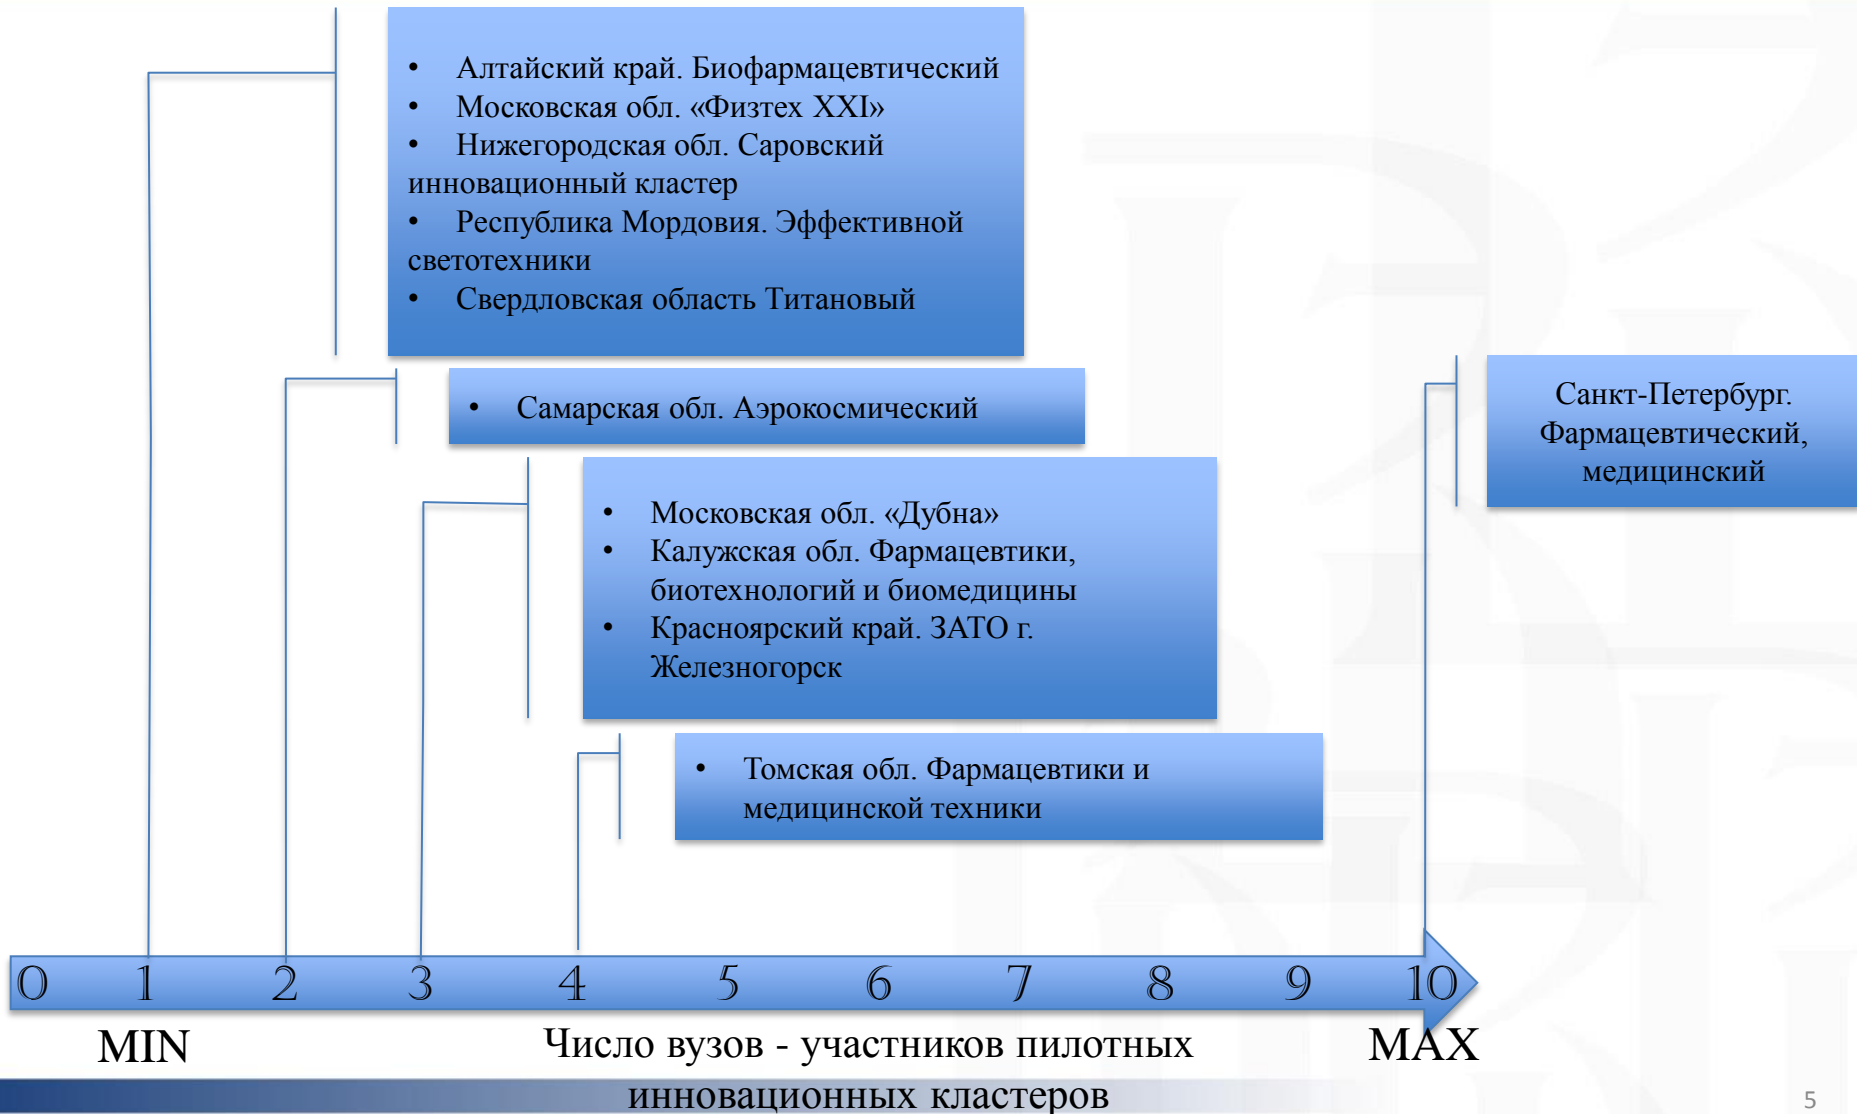 • Алтайский край. Биофармацевтический
• Московская обл. «Физтех XXI»
• Нижегородская обл. Саровский
инновационный кластер
• Республика Мордовия. Эффективной
светотехники
• Свердловская область Титановый
• Самарская обл. Аэрокосмический
Санкт-Петербург.
Фармацевтический,
медицинский
• Московская обл. «Дубна»
• Калужская обл. Фармацевтики,
биотехнологий и биомедицины
• Красноярский край. ЗАТО г.
Железногорск
• Томская обл. Фармацевтики и
медицинской техники
0 1 2 3 4 5 6 7 8 9 10
MIN
Число вузов - участников пилотных
инновационных кластеров
MAX
5